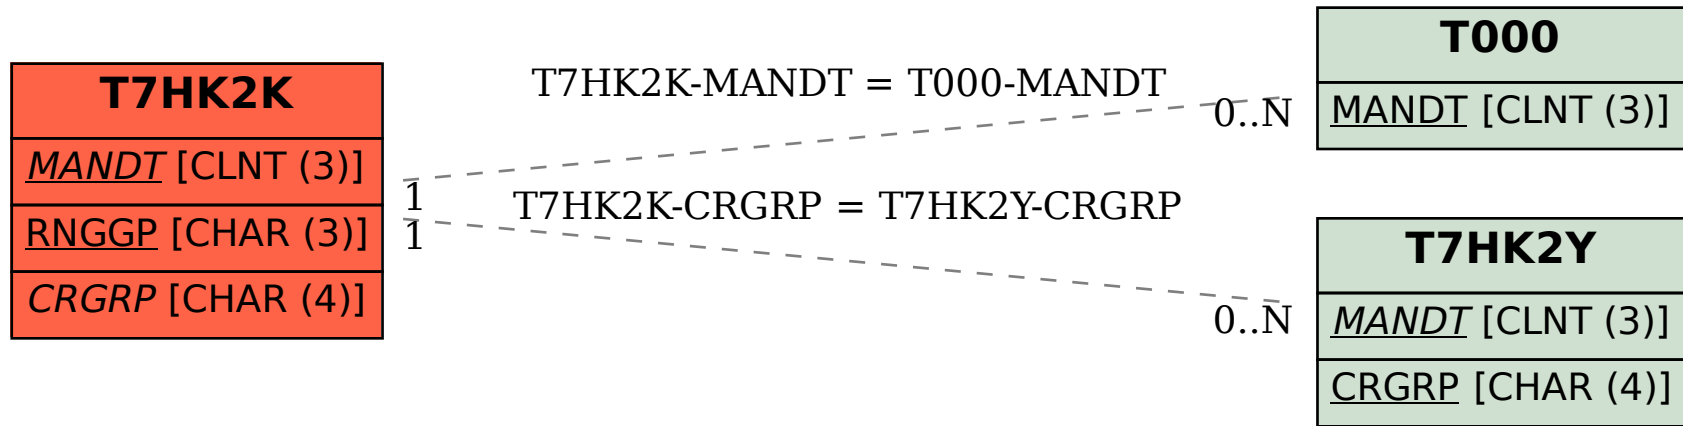 T7HK2K
MANDT [CLNT (3)]
RNGGP [CHAR (3)]
CRGRP [CHAR (4)]
T7HK2K-MANDT = T000-MANDT
0..N
1
T7HK2K-CRGRP = T7HK2Y-CRGRP
1
0..N
T000
MANDT [CLNT (3)]
T7HK2Y
MANDT [CLNT (3)]
CRGRP [CHAR (4)]